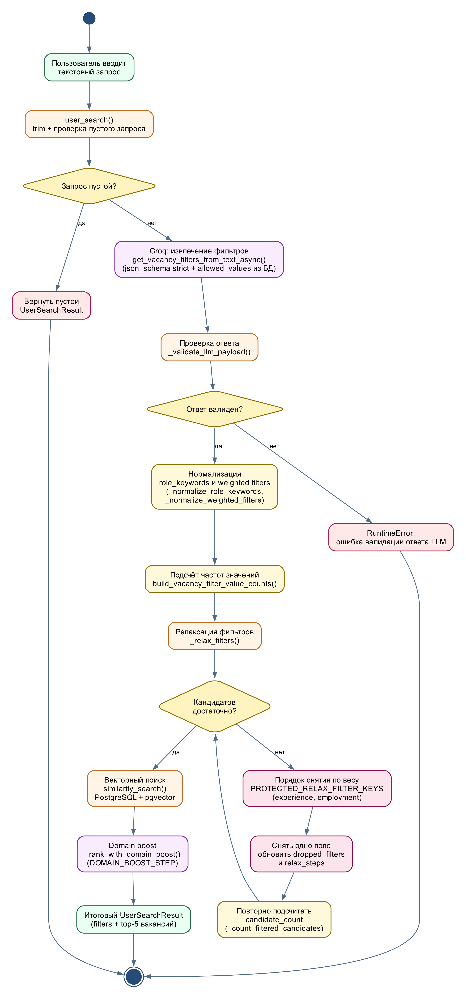 Пользователь вводит
текстовый запрос
user_search()
trim + проверка пустого запроса
Запрос пустой?
да
нет
Groq: извлечение фильтров
get_vacancy_filters_from_text_async()
(json_schema strict + allowed_values из БД)
Вернуть пустой
UserSearchResult
Проверка ответа
_validate_llm_payload()
Ответ валиден?
да
нет
Нормализация
role_keywords и weighted filters
(_normalize_role_keywords,
_normalize_weighted_filters)
RuntimeError:
ошибка валидации ответа LLM
Подсчёт частот значений
build_vacancy_filter_value_counts()
Релаксация фильтров
_relax_filters()
Кандидатов
достаточно?
да
нет
Векторный поиск
similarity_search()
PostgreSQL + pgvector
Порядок снятия по весу
PROTECTED_RELAX_FILTER_KEYS
(experience, employment)
Domain boost
_rank_with_domain_boost()
(DOMAIN_BOOST_STEP)
Снять одно поле
обновить dropped_filters
и relax_steps
Итоговый UserSearchResult
(filters + top-5 вакансий)
Повторно подсчитать
candidate_count
(_count_filtered_candidates)